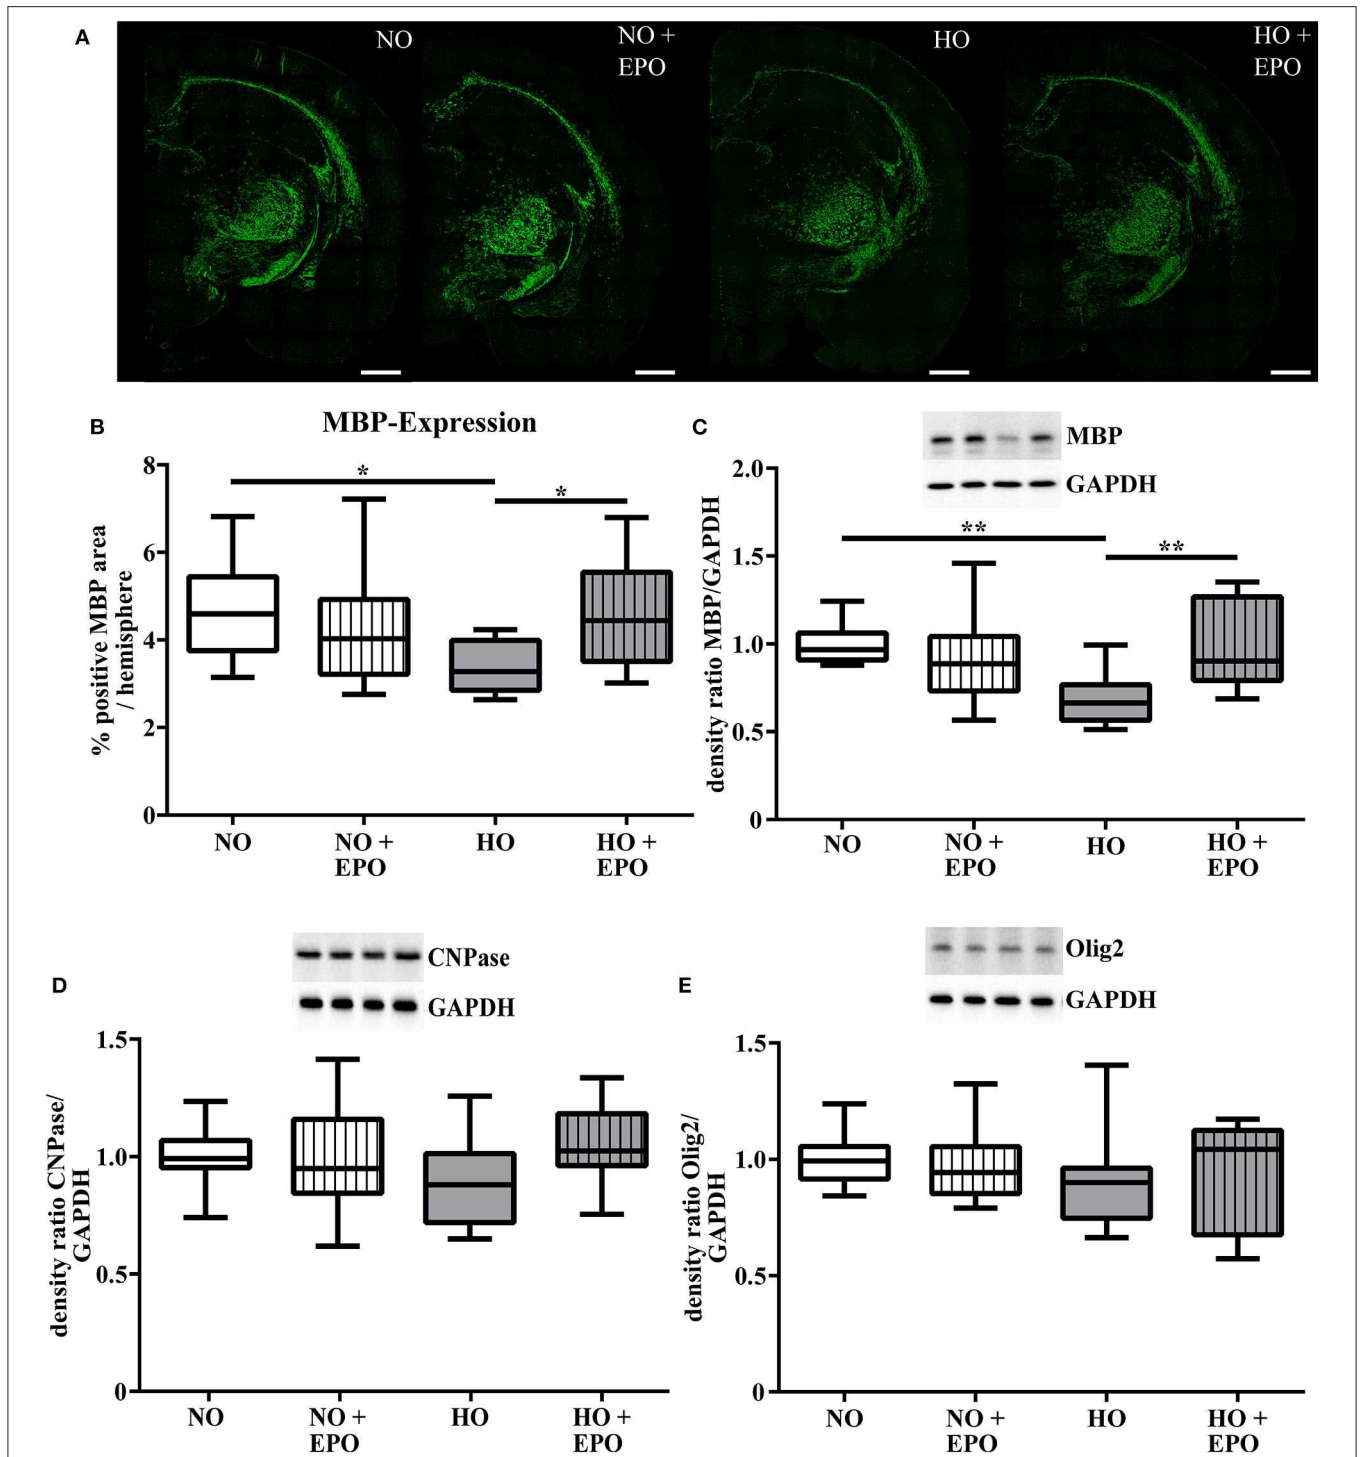 A
NO
NO +
EPO
HO
HO +
EPO
B
MBP-Expression
% positive MBP area
/ hemisphere
8
6
4
2
0
*
*
NO
NO +
EPO
HO
HO +
EPO
C
MBP
GAPDH
density ratio MBP/GAPDH
2.0
1.5
1.0
0.5
0
**
**
NO
NO +
EPO
HO
HO +
EPO
D
CNPase
GAPDH
density ratio CNPase/
GAPDH
1.5
1.0
0.5
0
NO
NO +
EPO
HO
HO +
EPO
E
Olig2
GAPDH
density ratio Olig2/
GAPDH
1.5
1.0
0.5
0
NO
NO +
EPO
HO
HO +
EPO